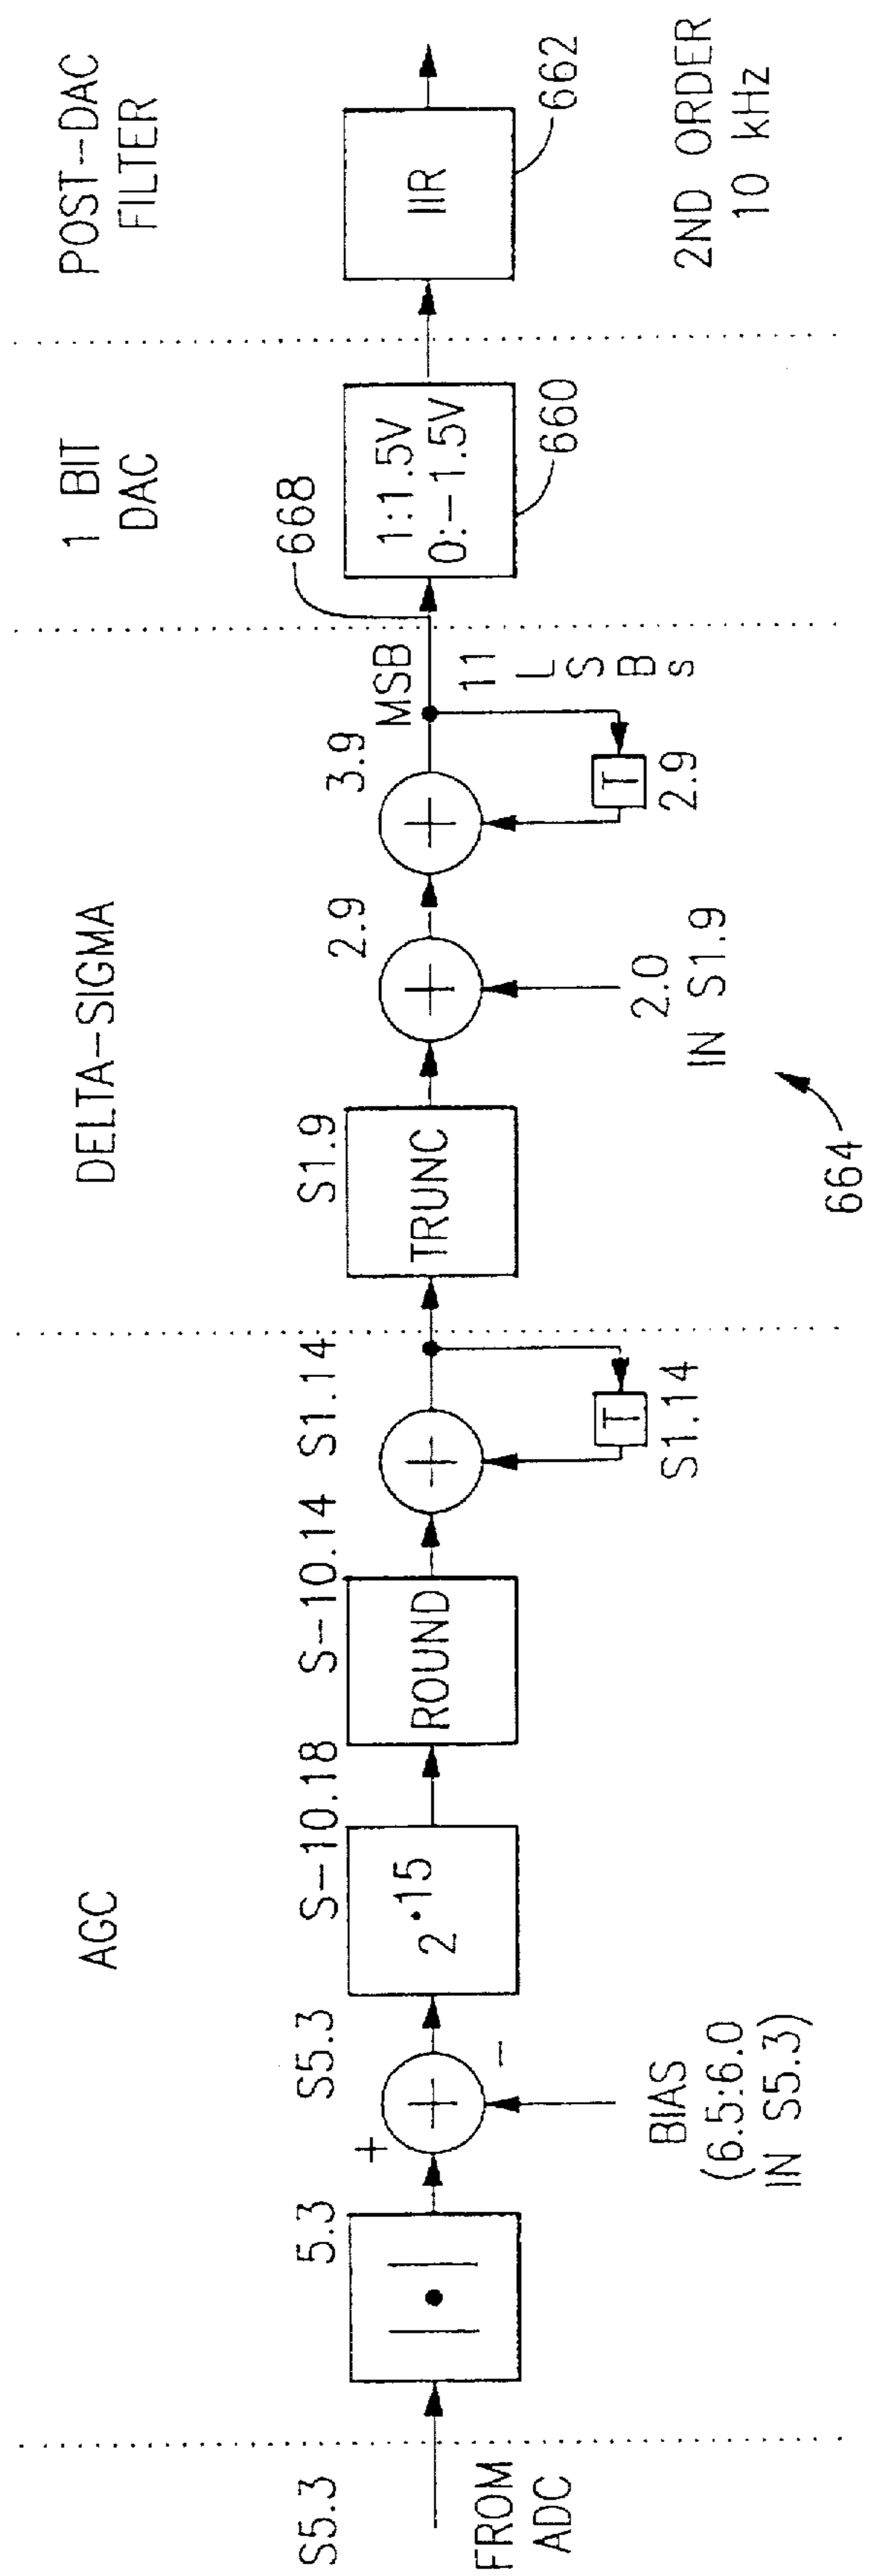 S5.3
FROM
ADC
AGC
5.3
|•|
+
−
+
BIAS
(6.5:6.0
IN S5.3)
S5.3
2•15
S−10.18
ROUND
S−10.14
+
S1.14
T
S1.14
DELTA−SIGMA
TRUNC
S1.9
+
2.9
2.0
IN S1.9
+
3.9
MSB
11
L
S
B
s
T
2.9
664
668
1 BIT
DAC
1:1.5V
0:−1.5V
660
POST−DAC
FILTER
IIR
662
2ND ORDER
10 kHz